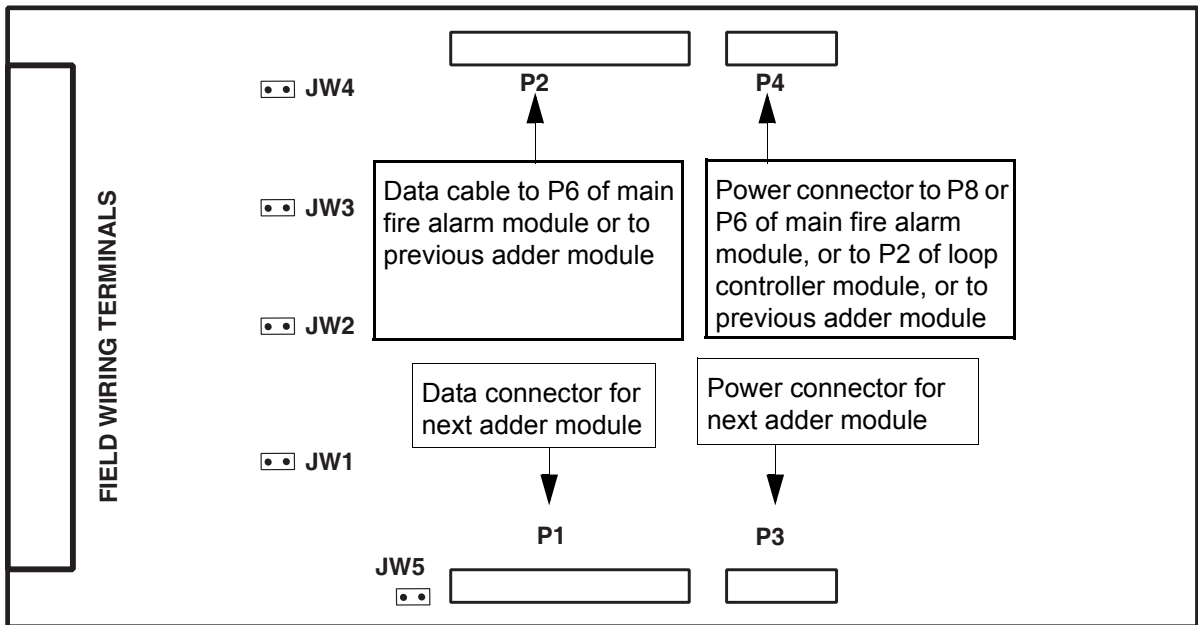 P2
P4
JW4
Data cable to P6 of main
fire alarm module or to
previous adder module
Power connector to P8 or
P6 of main fire alarm
module, or to P2 of loop
controller module, or to
previous adder module
JW3
JW2
FIELD WIRING TERMINALS
Data connector for
next adder module
Power connector for
next adder module
JW1
P1
P3
JW5